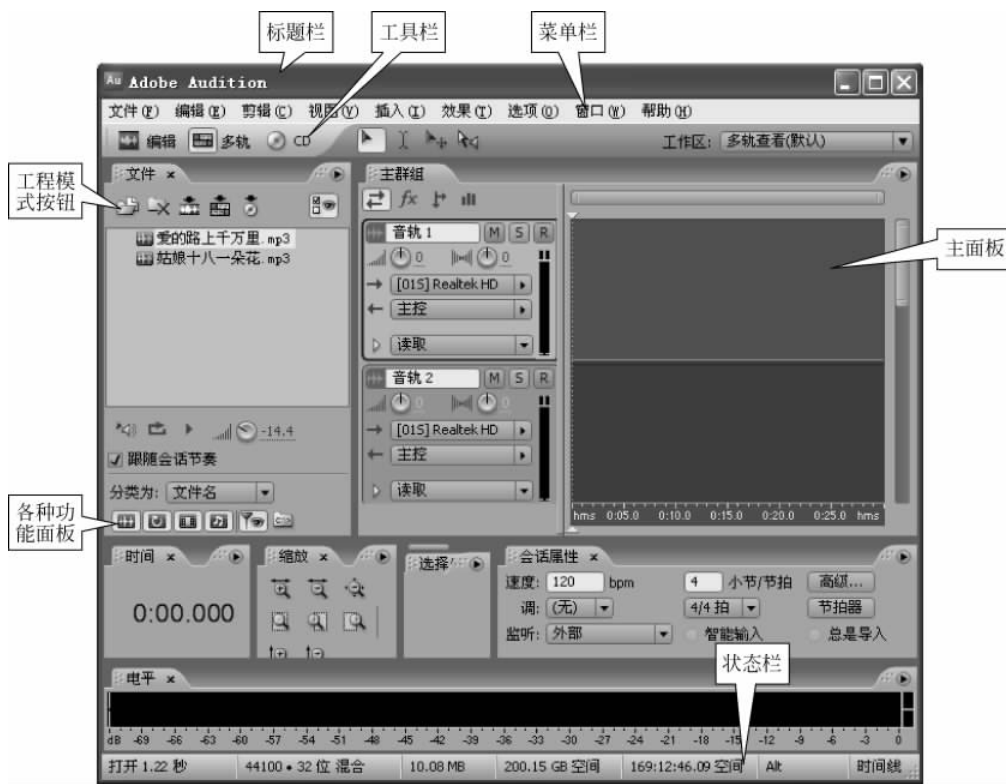 标题栏 工具栏 菜单栏
Au Adobe Audition
文件(F) 编辑(E) 剪辑(C) 视图(V) 插入(I) 效果(T) 选项(O) 窗口(W) 帮助(H)
编辑 多轨 CD 工作区: 多轨查看(默认)
工程模式按钮
文件
主群组
fx
爱的路上千万里.mp3
姑娘十八一朵花.mp3
音轨 1 M S R
0 0
[01S] Realtek HD
主控
读取
主面板
音轨 2 M S R
0 0
[01S] Realtek HD
主控
读取
-14.4
跟随会话节奏
分类为: 文件名
各种功能面板
hms 0:05.0 0:10.0 0:15.0 0:20.0 0:25.0 hms
时间 缩放 选择 会话属性
0:00.000
速度: 120 bpm 4 小节/节拍 高级...
调: (无) 4/4 拍 节拍器
监听: 外部 智能输入 总是导入
状态栏
电平
dB -69 -66 -63 -60 -57 -54 -51 -48 -45 -42 -39 -36 -33 -30 -27 -24 -21 -18 -15 -12 -9 -6 -3 0
打开 1.22 秒 44100 • 32 位 混合 10.08 MB 200.15 GB 空间 169:12:46.09 空间 Alt 时间线